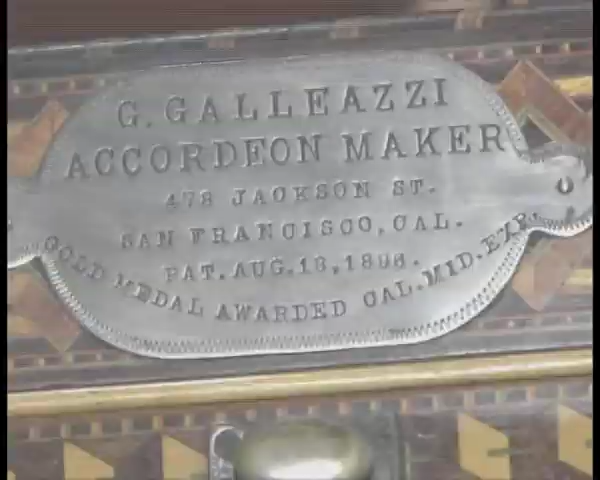 G. GALLEAZZI
ACCORDEON MAKER
478 JACKSON ST.
SAN FRANCISCO, CAL.
PAT. AUG. 18, 1896.
GOLD MEDAL AWARDED CAL. MID. EXP.